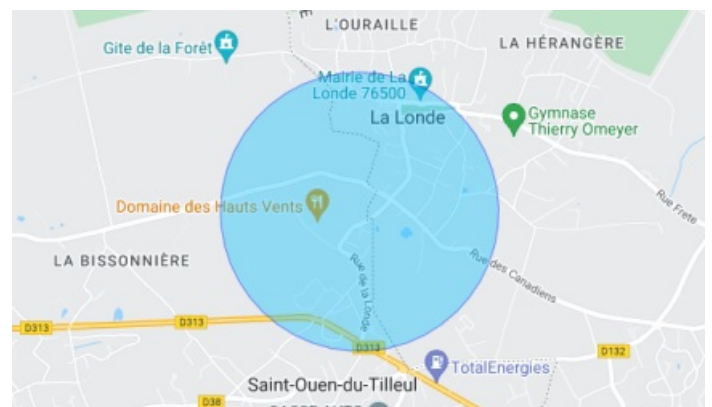 L'OURAILLE
Gite de la Forêt
LA HÉRANGÈRE
Mairie de La
Londe 76500
La Londe
Gymnase
Thierry Omeyer
Rue Frete
Domaine des Hauts Vents
LA BISSONNIÈRE
Rue des Canadiens
Rue de la Londe
D313
D313
D313
D132
TotalEnergies
Saint-Ouen-du-Tilleul
D38